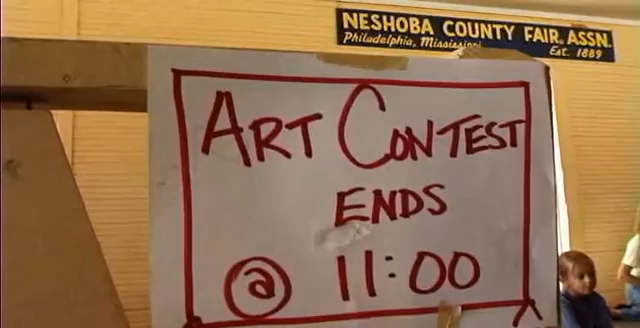 NESHOBA COUNTY FAIR ASSN.
Philadelphia, Mississippi
Est. 1889
ART CONTEST
ENDS
@ 11:00